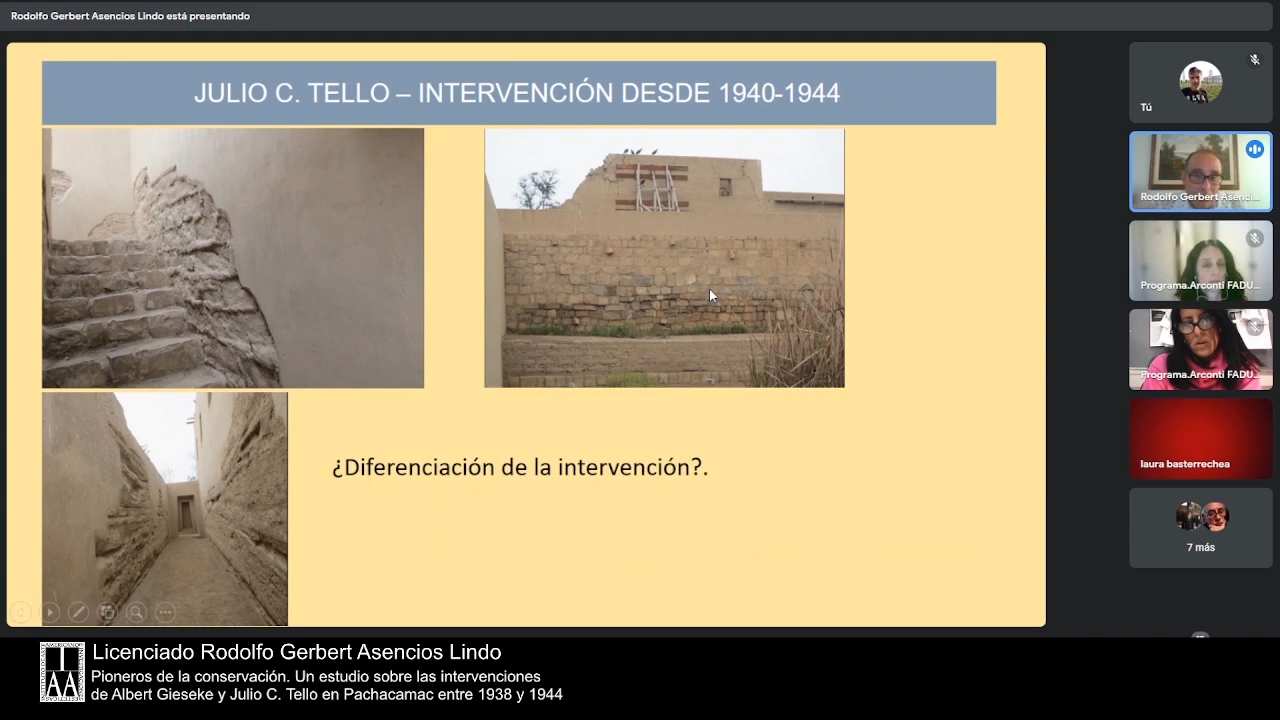 Rodolfo Gerbert Asencios Lindo está presentando
JULIO C. TELLO – INTERVENCIÓN DESDE 1940-1944
¿Diferenciación de la intervención?.
Tú
Rodolfo Gerbert Asenci...
Programa.Arconti FADU...
Programa.Arconti FADU...
laura basterrechea
7 más
IAA
Licenciado Rodolfo Gerbert Asencios Lindo
Pioneros de la conservación. Un estudio sobre las intervenciones
de Albert Gieseke y Julio C. Tello en Pachacamac entre 1938 y 1944